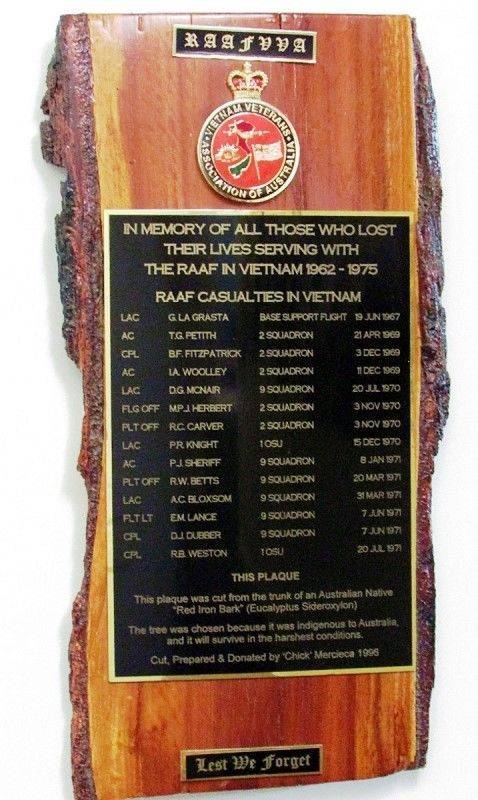 RAAFVVA
VIETNAM VETERANS
ASSOCIATION OF AUSTRALIA
IN MEMORY OF ALL THOSE WHO LOST
THEIR LIVES SERVING WITH
THE RAAF IN VIETNAM 1962 - 1975
RAAF CASUALTIES IN VIETNAM
LAC G. LA GRASTA BASE SUPPORT FLIGHT 19 JUN 1967
AC T.G. PETITH 2 SQUADRON 21 APR 1969
CPL B.F. FITZPATRICK 2 SQUADRON 3 DEC 1969
AC I.A. WOOLLEY 2 SQUADRON 11 DEC 1969
LAC D.G. MCNAIR 9 SQUADRON 20 JUL 1970
FLG OFF M.P.J. HERBERT 2 SQUADRON 3 NOV 1970
PLT OFF R.C. CARVER 2 SQUADRON 3 NOV 1970
LAC P.R. KNIGHT 1 OSU 15 DEC 1970
AC P.J. SHERIFF 9 SQUADRON 8 JAN 1971
PLT OFF R.W. BETTS 9 SQUADRON 20 MAR 1971
LAC A.C. BLOXSOM 9 SQUADRON 31 MAR 1971
FLT LT E.M. LANCE 9 SQUADRON 7 JUN 1971
CPL D.J. DUBBER 9 SQUADRON 7 JUN 1971
CPL R.B. WESTON 1 OSU 20 JUL 1971
THIS PLAQUE
This plaque was cut from the trunk of an Australian Native
"Red Iron Bark" (Eucalyptus Sideroxylon)
The tree was chosen because it was indigenous to Australia,
and it will survive in the harshest conditions.
Cut, Prepared & Donated by 'Chick' Mercieca 1996
Lest We Forget